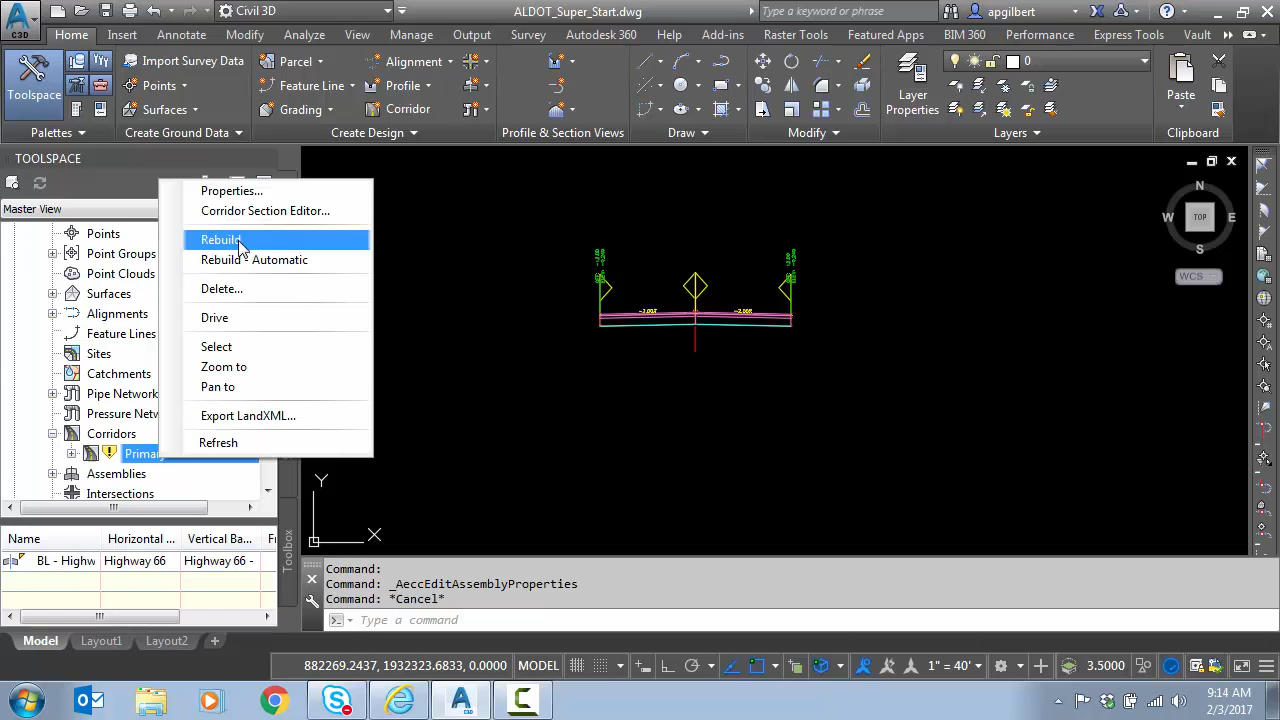 A
C3D
Civil 3D
ALDOT_Super_Start.dwg
Type a keyword or phrase
apgilbert
Home
Insert
Annotate
Modify
Analyze
View
Manage
Output
Survey
Autodesk 360
Help
Add-ins
Raster Tools
Featured Apps
BIM 360
Performance
Express Tools
Vault
Toolspace
Palettes
Import Survey Data
Points
Surfaces
Create Ground Data
Parcel
Feature Line
Grading
Alignment
Profile
Corridor
Create Design
Profile & Section Views
Draw
Modify
Layer
Properties
0
Layers
Paste
Clipboard
TOOLSPACE
Master View
Points
Point Groups
Point Clouds
Surfaces
Alignments
Feature Lines
Sites
Catchments
Pipe Network
Pressure Netw
Corridors
Primar
Assemblies
Intersections
Properties...
Corridor Section Editor...
Rebuild
Rebuild - Automatic
Delete...
Drive
Select
Zoom to
Pan to
Export LandXML...
Refresh
Name
Horizontal ...
Vertical Ba...
BL - Highw
Highway 66
Highway 66 -
Toolbox
-2.00%
-2.00%
N
W
TOP
E
S
WCS
Y
X
Command:
Command: _AeccEditAssemblyProperties
Command: *Cancel*
Type a command
Model
Layout1
Layout2
+
882269.2437, 1932323.6833, 0.0000
MODEL
1" = 40'
3.5000
9:14 AM
2/3/2017